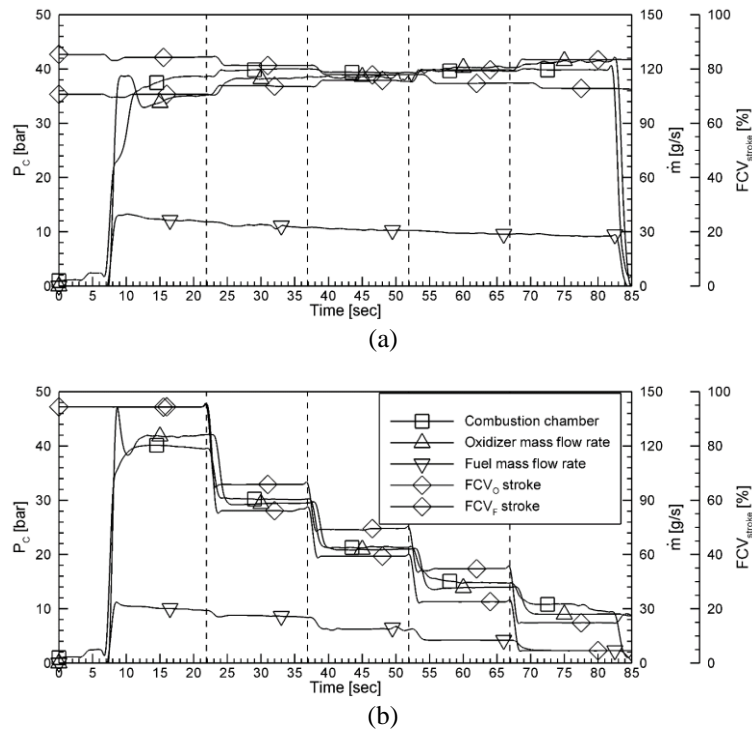 50
40
30
20
10
0
P_C [bar]
0 5 10 15 20 25 30 35 40 45 50 55 60 65 70 75 80 85
Time [sec]
150
120
90
60
30
0
ṁ [g/s]
100
80
60
40
20
0
FCV_stroke [%]
(a)
50
40
30
20
10
0
P_C [bar]
0 5 10 15 20 25 30 35 40 45 50 55 60 65 70 75 80 85
Time [sec]
Combustion chamber
Oxidizer mass flow rate
Fuel mass flow rate
FCV_O stroke
FCV_F stroke
150
120
90
60
30
0
ṁ [g/s]
100
80
60
40
20
0
FCV_stroke [%]
(b)